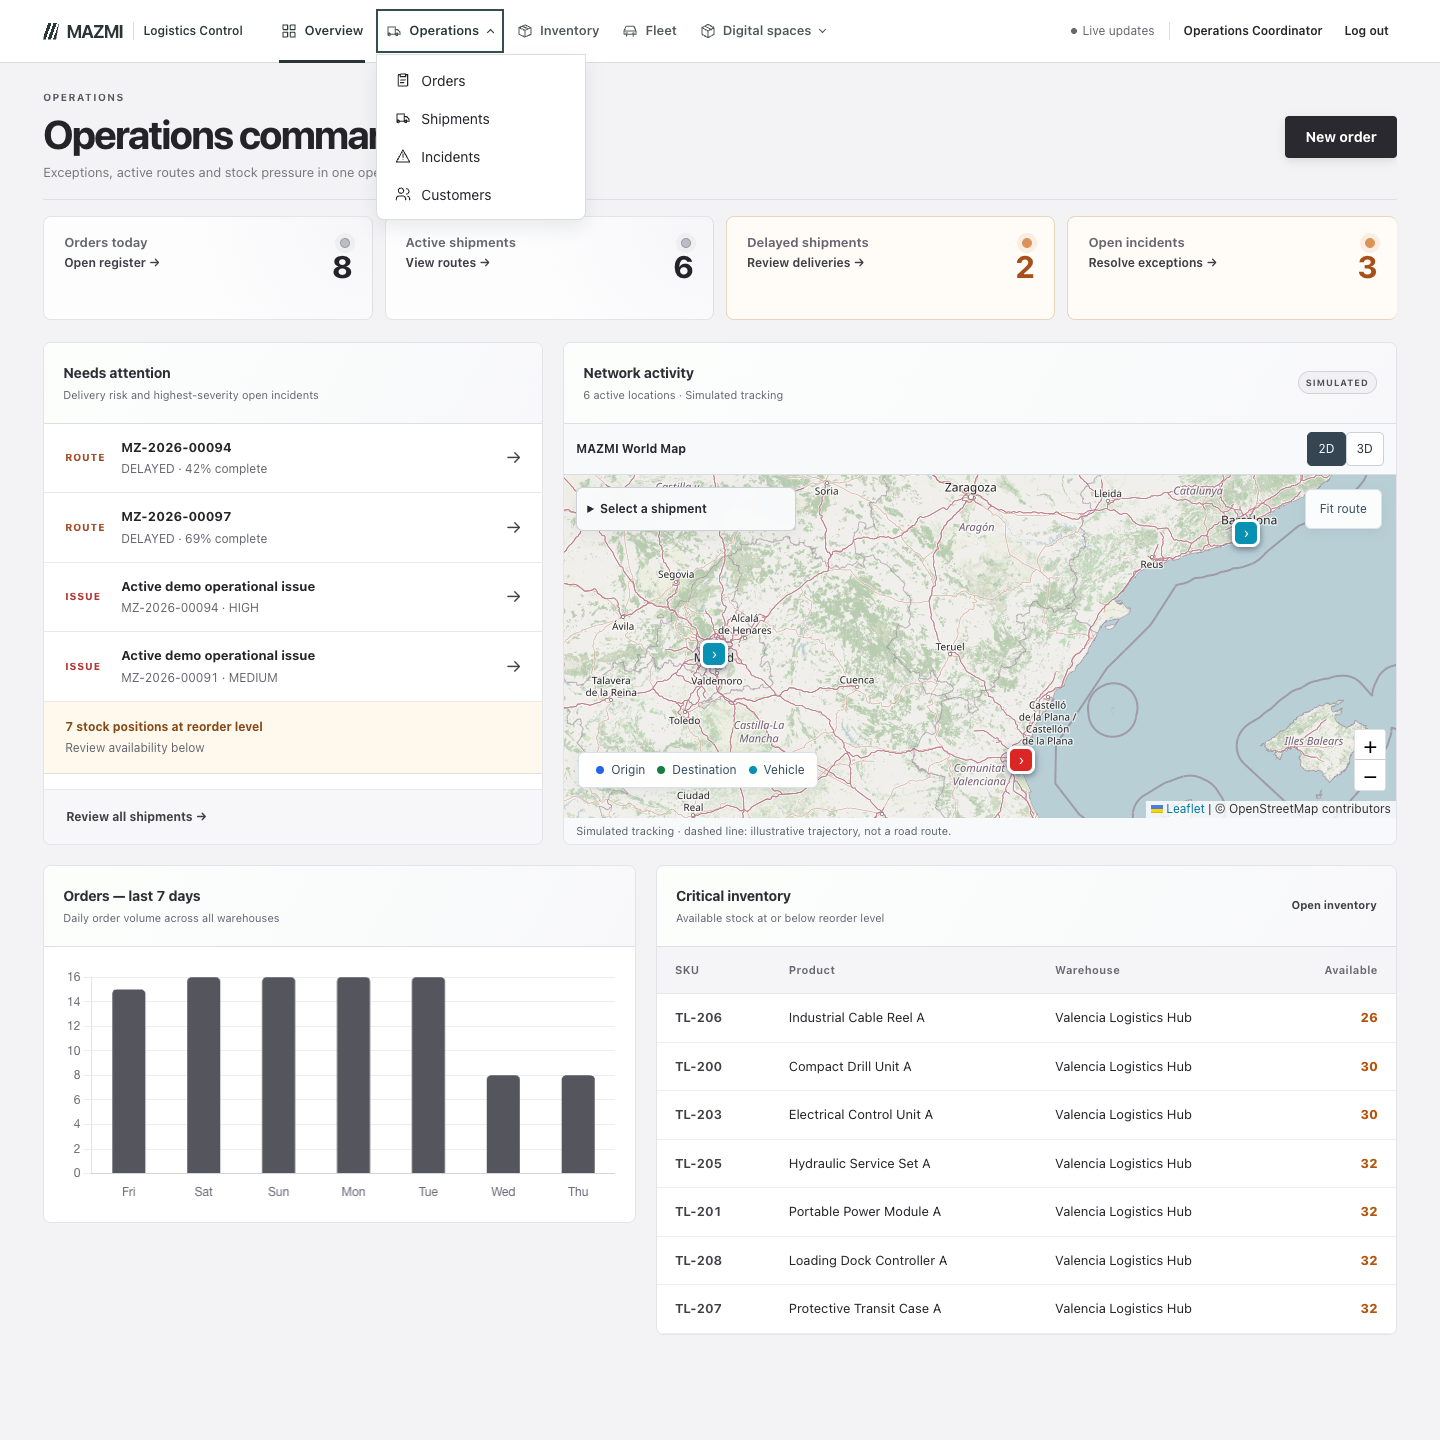 MAZMI
Logistics Control
Overview
Operations
Inventory
Fleet
Digital spaces
Live updates
Operations Coordinator
Log out
Orders
Shipments
Incidents
Customers
OPERATIONS
Operations comma
Exceptions, active routes and stock pressure in one ope
New order
Orders today
Open register →
8
Active shipments
View routes →
6
Delayed shipments
Review deliveries →
2
Open incidents
Resolve exceptions →
3
Needs attention
Delivery risk and highest-severity open incidents
ROUTE
MZ-2026-00094
DELAYED · 42% complete
ROUTE
MZ-2026-00097
DELAYED · 69% complete
ISSUE
Active demo operational issue
MZ-2026-00094 · HIGH
ISSUE
Active demo operational issue
MZ-2026-00091 · MEDIUM
7 stock positions at reorder level
Review availability below
Review all shipments →
Network activity
6 active locations · Simulated tracking
SIMULATED
MAZMI World Map
2D
3D
Select a shipment
Fit route
Soria
Zaragoza
Lleida
Catalunya
Aragón
Reus
Segovia
Ávila
Alcalá
de Henares
Teruel
Valdemoro
Cuenca
Talavera
de la Reina
Toledo
Castilla-La
Mancha
Castelló
de la Plana /
Castellón
de la Plana
Illes Balears
Comunitat
Valenciana
Ciudad
Real
Origin
Destination
Vehicle
+
−
Leaflet | © OpenStreetMap contributors
Simulated tracking · dashed line: illustrative trajectory, not a road route.
Orders — last 7 days
Daily order volume across all warehouses
16
14
12
10
8
6
4
2
0
Fri
Sat
Sun
Mon
Tue
Wed
Thu
Critical inventory
Available stock at or below reorder level
Open inventory
SKU Product Warehouse Available
TL-206 Industrial Cable Reel A Valencia Logistics Hub 26
TL-200 Compact Drill Unit A Valencia Logistics Hub 30
TL-203 Electrical Control Unit A Valencia Logistics Hub 30
TL-205 Hydraulic Service Set A Valencia Logistics Hub 32
TL-201 Portable Power Module A Valencia Logistics Hub 32
TL-208 Loading Dock Controller A Valencia Logistics Hub 32
TL-207 Protective Transit Case A Valencia Logistics Hub 32